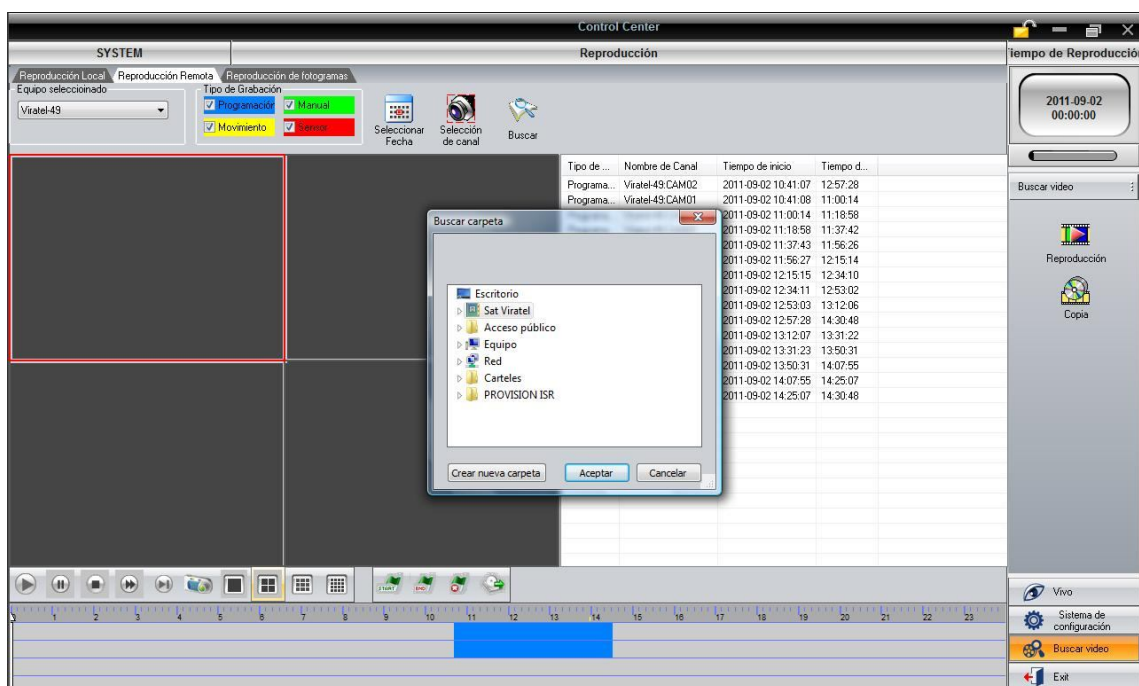 Control Center
SYSTEM
Reproducción
iempo de Reproducció
Reproducción Local
Reproducción Remota
Reproducción de fotogramas
Equipo seleccioinado
Viratel-49
Tipo de Grabación
Programación
Manual
Movimiento
Sensor
Seleccionar
Fecha
Selección
de canal
Buscar
2011-09-02
00:00:00
Tipo de ... Nombre de Canal Tiempo de inicio Tiempo d...
Programa... Viratel-49:CAM02 2011-09-02 10:41:07 12:57:28
Programa... Viratel-49:CAM01 2011-09-02 10:41:08 11:00:14
2011-09-02 11:00:14 11:18:58
2011-09-02 11:18:58 11:37:42
2011-09-02 11:37:43 11:56:26
2011-09-02 11:56:27 12:15:14
2011-09-02 12:15:15 12:34:10
2011-09-02 12:34:11 12:53:02
2011-09-02 12:53:03 13:12:06
2011-09-02 12:57:28 14:30:48
2011-09-02 13:12:07 13:31:22
2011-09-02 13:31:23 13:50:31
2011-09-02 13:50:31 14:07:55
2011-09-02 14:07:55 14:25:07
2011-09-02 14:25:07 14:30:48
Buscar carpeta
Escritorio
Sat Viratel
Acceso público
Equipo
Red
Carteles
PROVISION ISR
Crear nueva carpeta
Aceptar
Cancelar
Buscar video
Reproducción
Copia
START
END
1 2 3 4 5 6 7 8 9 10 11 12 13 14 15 16 17 18 19 20 21 22 23
Vivo
Sistema de
configuración
Buscar video
Exit